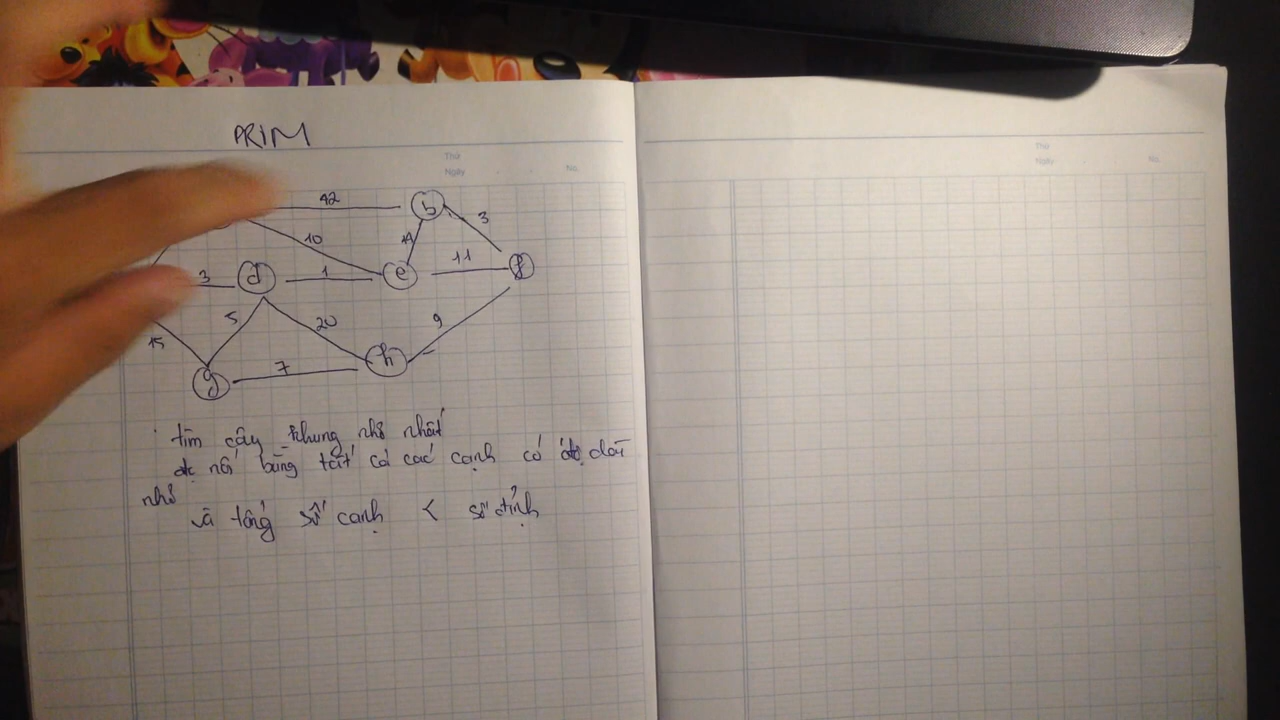 PRIM
Thứ
Ngày
No.
Thứ
Ngày
No.
42
b
3
10
4
11
3
d
1
e
f
5
20
9
15
7
h
g
tìm cây khung nhỏ nhất
đc nối bằng tất cả các cạnh có độ dài
nhỏ
và tổng số cạnh < số đỉnh